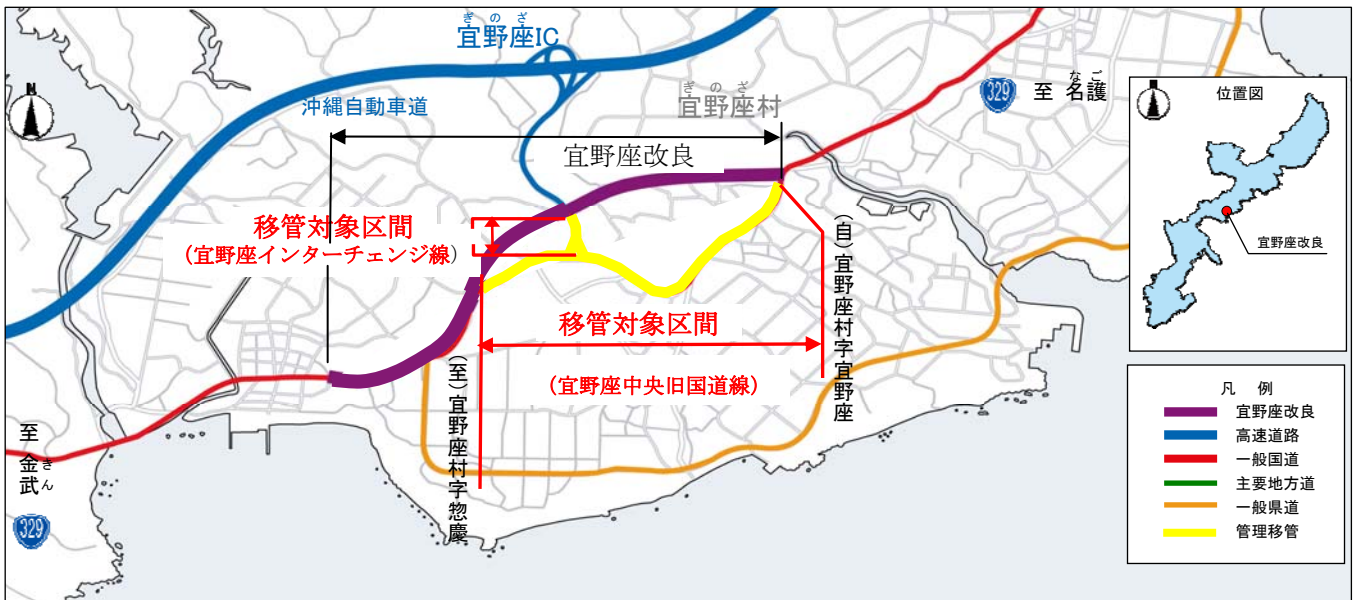 ぎのざ
宜野座IC
沖縄自動車道
ぎのざ
宜野座村
329
至 名護
なご
N
宜野座改良
移管対象区間
(宜野座インターチェンジ線)
移管対象区間
(宜野座中央旧国道線)
(自)宜野座村字宜野座
(至)宜野座村字惣慶
至 金武
きん
329
位置図
宜野座改良
凡 例
宜野座改良
高速道路
一般国道
主要地方道
一般県道
管理移管